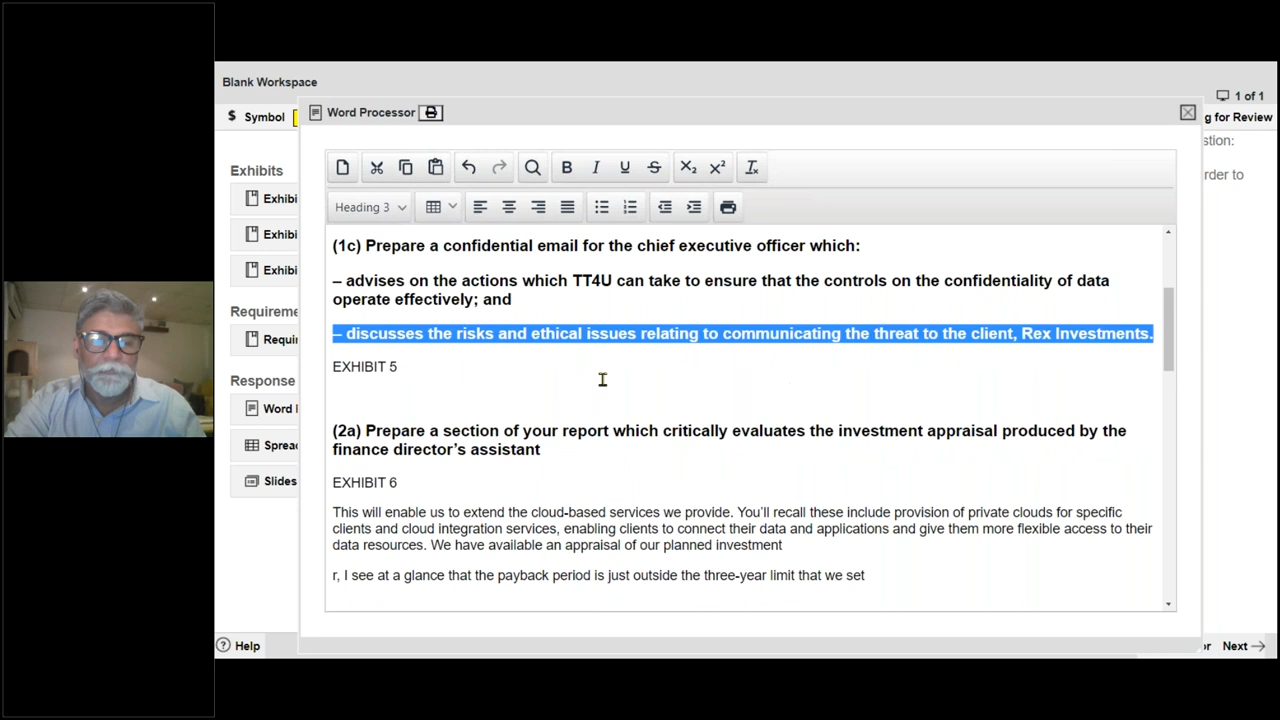 Blank Workspace
1 of 1
$ Symbol
Word Processor
g for Review
stion:
rder to
Exhibits
Exhibi
Exhibi
Exhibi
Requireme
Requir
Response
Word
Sprea
Slides
Heading 3
(1c) Prepare a confidential email for the chief executive officer which:
– advises on the actions which TT4U can take to ensure that the controls on the confidentiality of data
operate effectively; and
– discusses the risks and ethical issues relating to communicating the threat to the client, Rex Investments.
EXHIBIT 5
(2a) Prepare a section of your report which critically evaluates the investment appraisal produced by the
finance director’s assistant
EXHIBIT 6
This will enable us to extend the cloud-based services we provide. You’ll recall these include provision of private clouds for specific
clients and cloud integration services, enabling clients to connect their data and applications and give them more flexible access to their
data resources. We have available an appraisal of our planned investment
r, I see at a glance that the payback period is just outside the three-year limit that we set
Help
or
Next